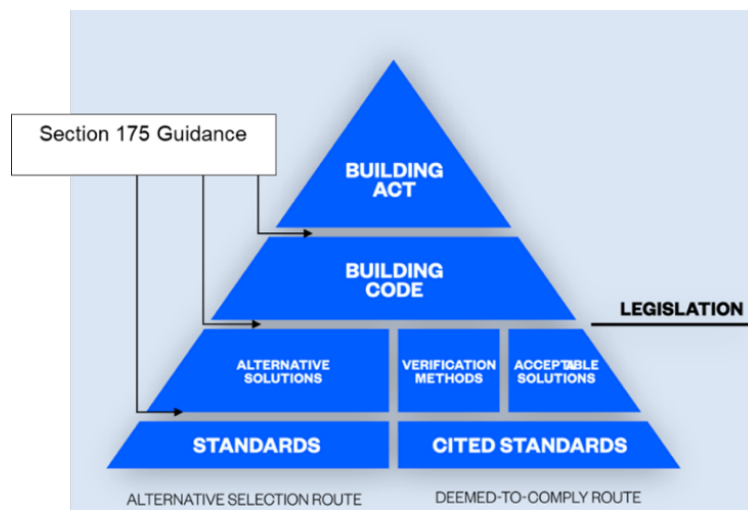 Section 175 Guidance
BUILDING
ACT
BUILDING
CODE
LEGISLATION
ALTERNATIVE
SOLUTIONS
VERIFICATION
METHODS
ACCEPTABLE
SOLUTIONS
STANDARDS
CITED STANDARDS
ALTERNATIVE SELECTION ROUTE
DEEMED-TO-COMPLY ROUTE